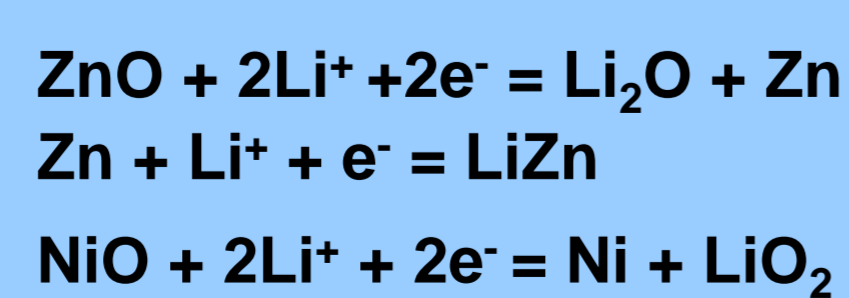 ZnO + 2Li⁺ +2e⁻ = Li₂O + Zn
Zn + Li⁺ + e⁻ = LiZn
NiO + 2Li⁺ + 2e⁻ = Ni + LiO₂